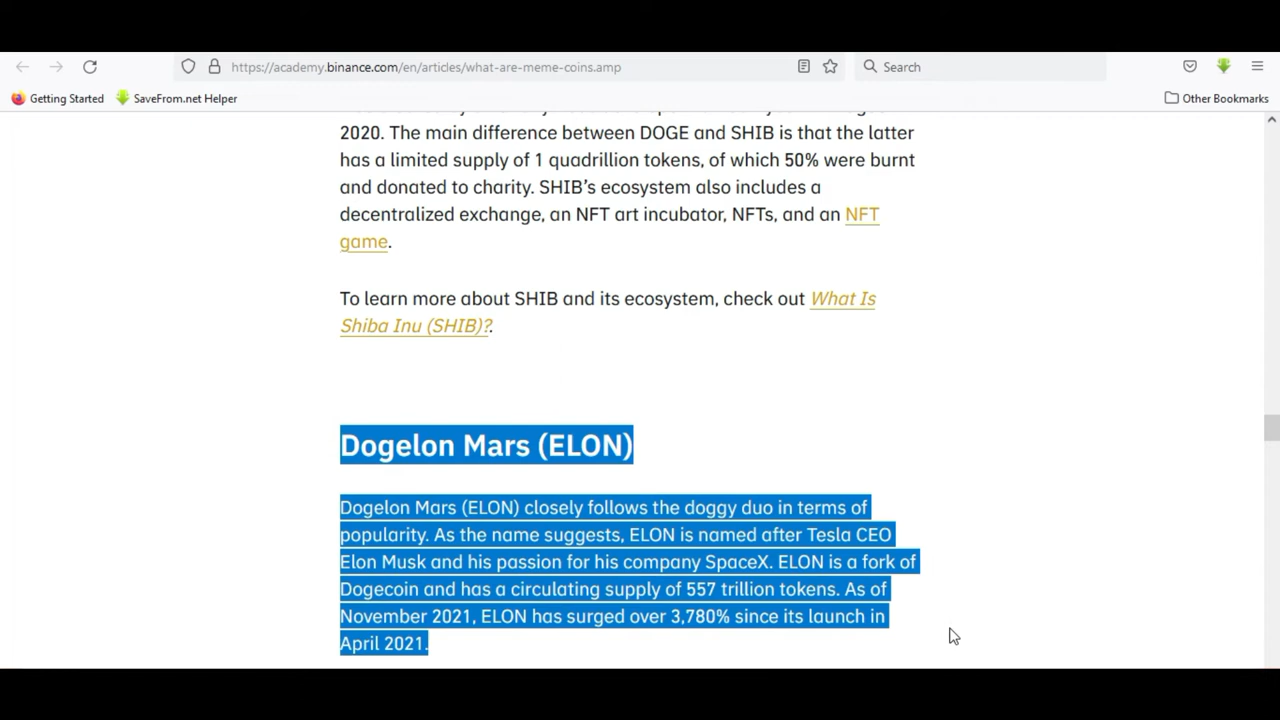 https://academy.binance.com/en/articles/what-are-meme-coins.amp
Search
Getting Started
SaveFrom.net Helper
Other Bookmarks
2020. The main difference between DOGE and SHIB is that the latter
has a limited supply of 1 quadrillion tokens, of which 50% were burnt
and donated to charity. SHIB’s ecosystem also includes a
decentralized exchange, an NFT art incubator, NFTs, and an NFT
game.
To learn more about SHIB and its ecosystem, check out What Is
Shiba Inu (SHIB)?.
Dogelon Mars (ELON)
Dogelon Mars (ELON) closely follows the doggy duo in terms of
popularity. As the name suggests, ELON is named after Tesla CEO
Elon Musk and his passion for his company SpaceX. ELON is a fork of
Dogecoin and has a circulating supply of 557 trillion tokens. As of
November 2021, ELON has surged over 3,780% since its launch in
April 2021.